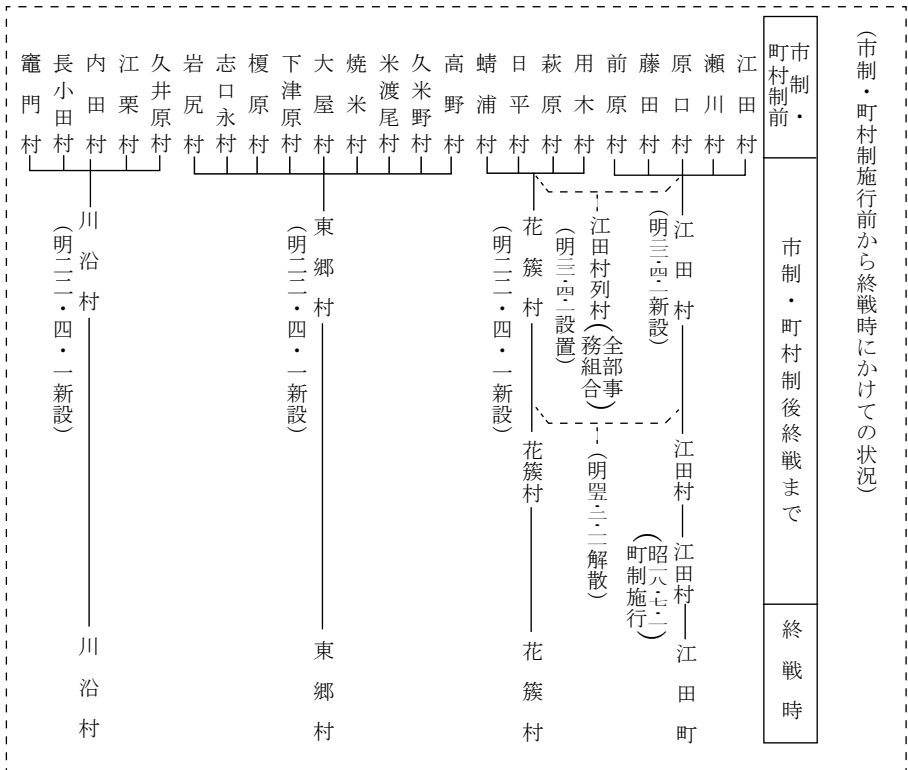 （市制・町村制施行前から終戦時にかけての状況）
市制・
町村制前
市制・町村制後終戦まで
終戦時
江田村
瀬川村
原口村
藤田村
前原村
用木村
萩原村
日平村
蜻浦村
高野村
久米野村
米渡尾村
焼米村
大屋村
下津原村
榎原村
志口永村
岩尻村
久井原村
江栗村
内田村
長小田村
竈門村
江田村
（明二二・四・一新設）
江田村列村（全部事
務組合）
（明二二・四・一設置）
花簇村
（明二二・四・一新設）
東郷村
（明二二・四・一新設）
川沿村
（明二二・四・一新設）
江田村
江田村
（昭一八・七・一
町制施行）
（明四五・二・一解散）
花簇村
江田町
花簇村
東郷村
川沿村